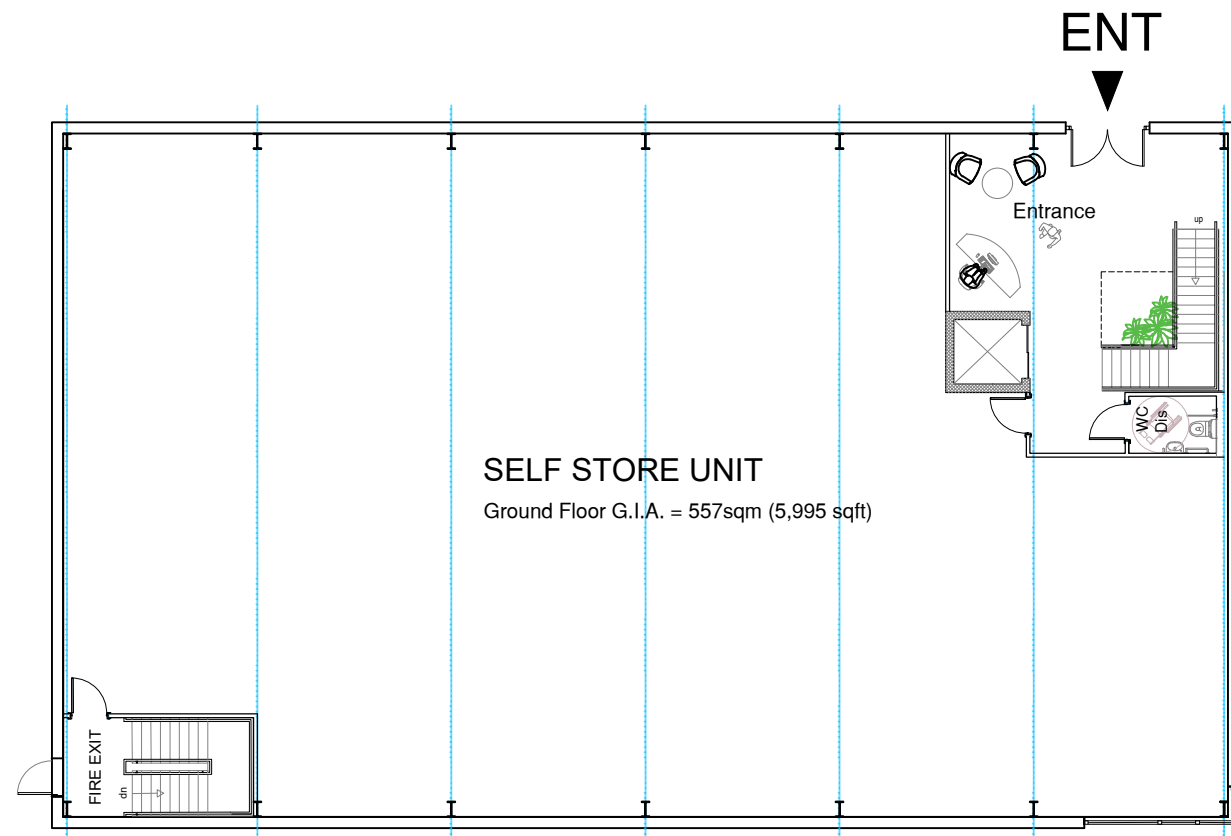 ENT
Entrance
up
WC
Dis
SELF STORE UNIT
Ground Floor G.I.A. = 557sqm (5,995 sqft)
FIRE EXIT
dn